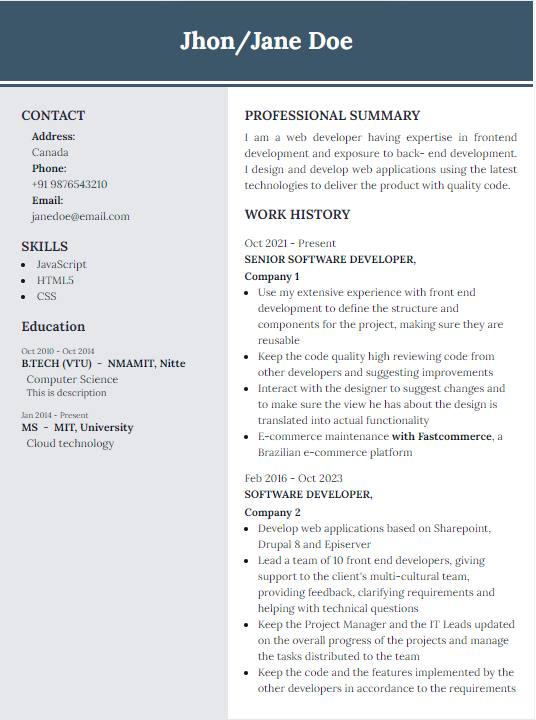 Jhon/Jane Doe
CONTACT
Address:
Canada
Phone:
+91 9876543210
Email:
janedoe@email.com
SKILLS
JavaScript
HTML5
CSS
Education
Oct 2010 - Oct 2014
B.TECH (VTU) - NMAMIT, Nitte
Computer Science
This is description
Jan 2014 - Present
MS - MIT, University
Cloud technology
PROFESSIONAL SUMMARY
I am a web developer having expertise in frontend
development and exposure to back- end development.
I design and develop web applications using the latest
technologies to deliver the product with quality code.
WORK HISTORY
Oct 2021 - Present
SENIOR SOFTWARE DEVELOPER,
Company 1
Use my extensive experience with front end
development to define the structure and
components for the project, making sure they are
reusable
Keep the code quality high reviewing code from
other developers and suggesting improvements
Interact with the designer to suggest changes and
to make sure the view he has about the design is
translated into actual functionality
E-commerce maintenance with Fastcommerce, a
Brazilian e-commerce platform
Feb 2016 - Oct 2023
SOFTWARE DEVELOPER,
Company 2
Develop web applications based on Sharepoint,
Drupal 8 and Episerver
Lead a team of 10 front end developers, giving
support to the client's multi-cultural team,
providing feedback, clarifying requirements and
helping with technical questions
Keep the Project Manager and the IT Leads updated
on the overall progress of the projects and manage
the tasks distributed to the team
Keep the code and the features implemented by the
other developers in accordance to the requirements